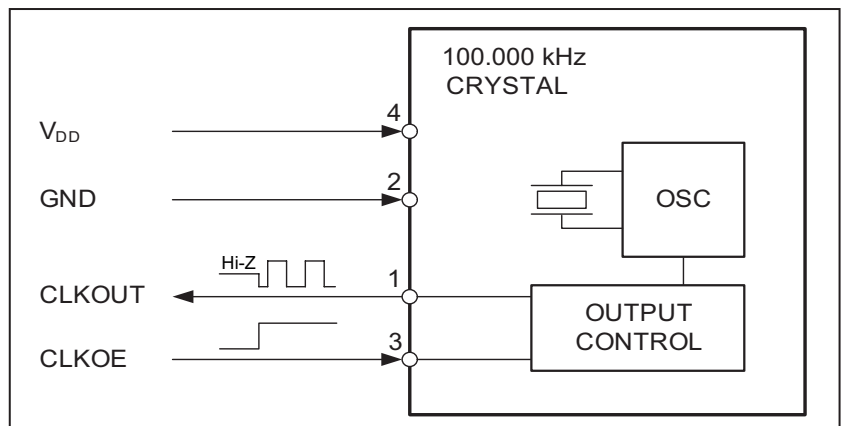 100.000 kHz
CRYSTAL
4
VDD
2
GND
OSC
Hi-Z
1
CLKOUT
OUTPUT
CONTROL
3
CLKOE